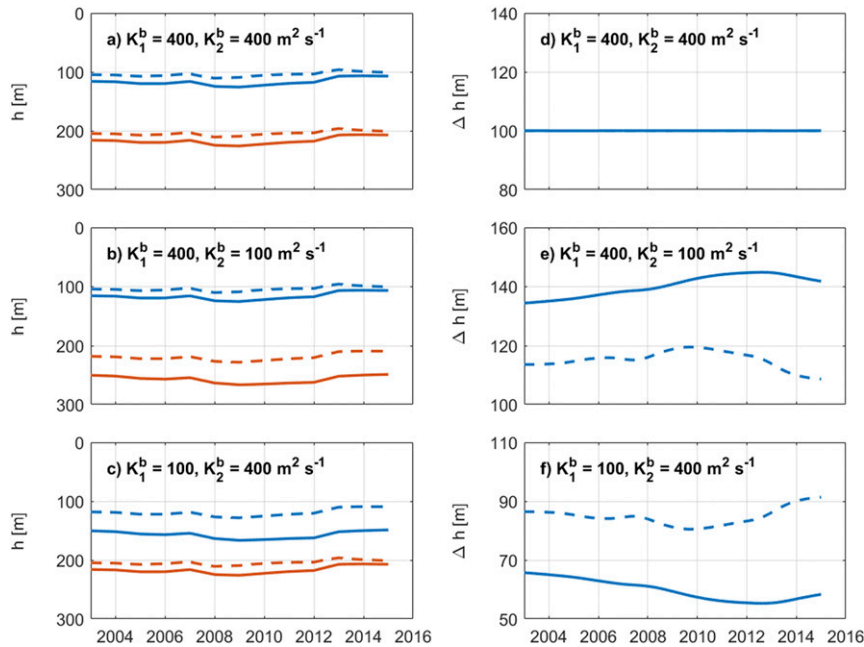 a) K₁ᵇ = 400, K₂ᵇ = 400 m² s⁻¹
h [m]
0
100
200
300
d) K₁ᵇ = 400, K₂ᵇ = 400 m² s⁻¹
Δ h [m]
140
120
100
80
b) K₁ᵇ = 400, K₂ᵇ = 100 m² s⁻¹
h [m]
0
100
200
300
e) K₁ᵇ = 400, K₂ᵇ = 100 m² s⁻¹
Δ h [m]
160
140
120
100
c) K₁ᵇ = 100, K₂ᵇ = 400 m² s⁻¹
h [m]
0
100
200
300
2004 2006 2008 2010 2012 2014 2016
f) K₁ᵇ = 100, K₂ᵇ = 400 m² s⁻¹
Δ h [m]
110
90
70
50
2004 2006 2008 2010 2012 2014 2016